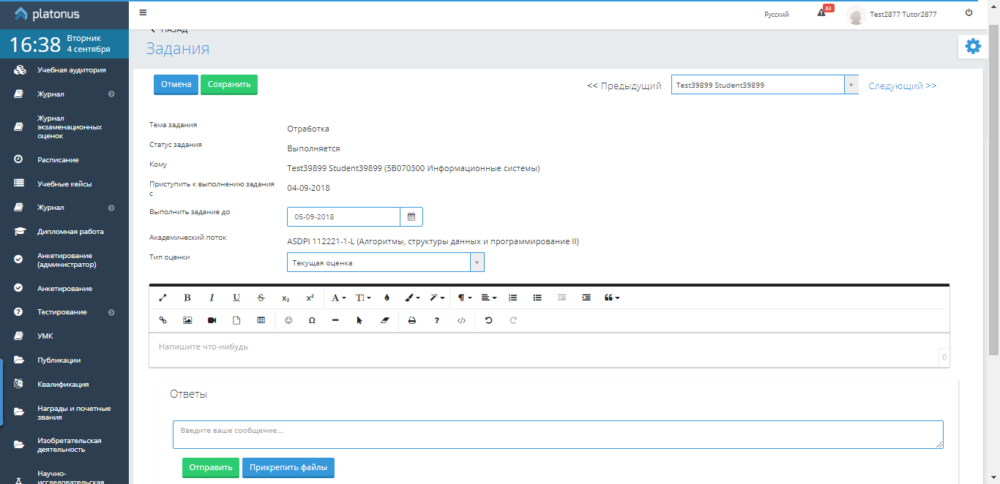 platonus
Русский
83
Test2877 Tutor2877
16:38
Вторник
4 сентября
Учебная аудитория
Журнал
Журнал
экзаменационных
оценок
Расписание
Учебные кейсы
Журнал
Дипломная работа
Анкетирование
(администратор)
Анкетирование
Тестирование
УМК
Публикации
Квалификация
Награды и почетные
звания
Изобретательская
деятельность
Научно-
исследовательская
НАЗАД
Задания
Отмена
Сохранить
<< Предыдущий
Test39899 Student39899
Следующий >>
Тема задания
Отработка
Статус задания
Выполняется
Кому
Test39899 Student39899 (5B070300 Информационные системы)
Приступить к выполнению задания
с
04-09-2018
Выполнить задание до
05-09-2018
Академический поток
ASDPI 112221-1-L (Алгоритмы, структуры данных и программирование II)
Тип оценки
Текущая оценка
Напишите что-нибудь
0
Ответы
Введите ваше сообщение...
Отправить
Прикрепить файлы